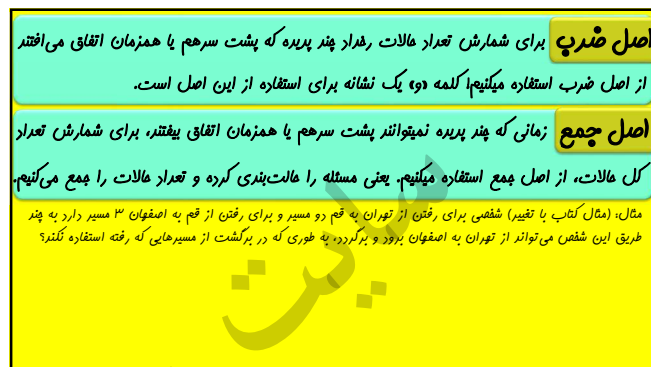 اصل ضرب برای شمارش تعداد حالات رخداد چند پدیده که پشت سرهم یا همزمان اتفاق می‌افتند
از اصل ضرب استفاده میکنیم! کلمه «و» یک نشانه برای استفاده از این اصل است.
اصل جمع زمانی که چند پدیده نمیتوانند پشت سرهم یا همزمان اتفاق بیفتند، برای شمارش تعداد
کل حالات، از اصل جمع استفاده میکنیم. یعنی مسئله را حالت‌بندی کرده و تعداد حالات را جمع می‌کنیم.
مثال: (مثال کتاب با تغییر) شخصی برای رفتن از تهران به قم دو مسیر و برای رفتن از قم به اصفهان ۳ مسیر دارد به چند
طریق این شخص می‌تواند از تهران به اصفهان برود و برگردد، به طوری که در برگشت از مسیرهایی که رفته استفاده نکند؟
سایت